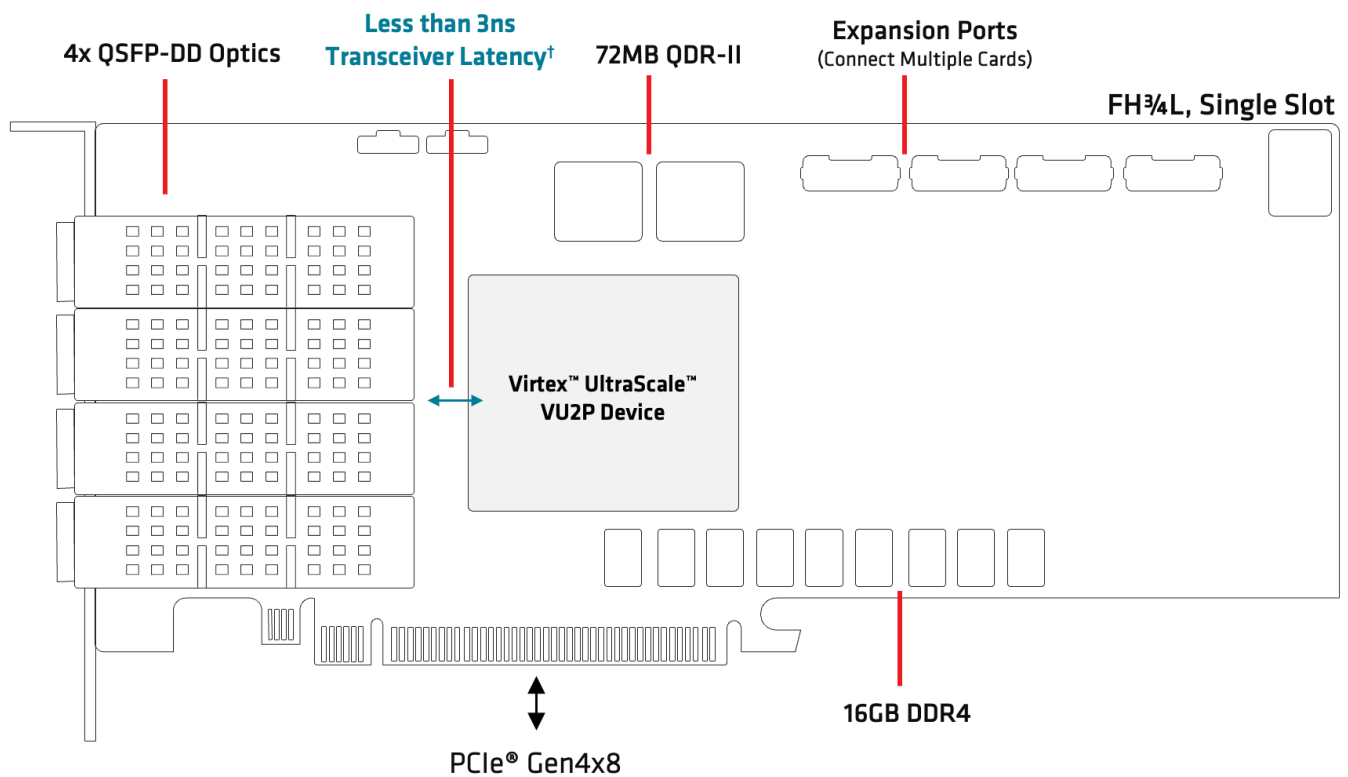 Less than 3ns
Transceiver Latency†
4x QSFP-DD Optics
72MB QDR-II
Expansion Ports
(Connect Multiple Cards)
FH¾L, Single Slot
Virtex™ UltraScale™
VU2P Device
16GB DDR4
PCIe® Gen4x8